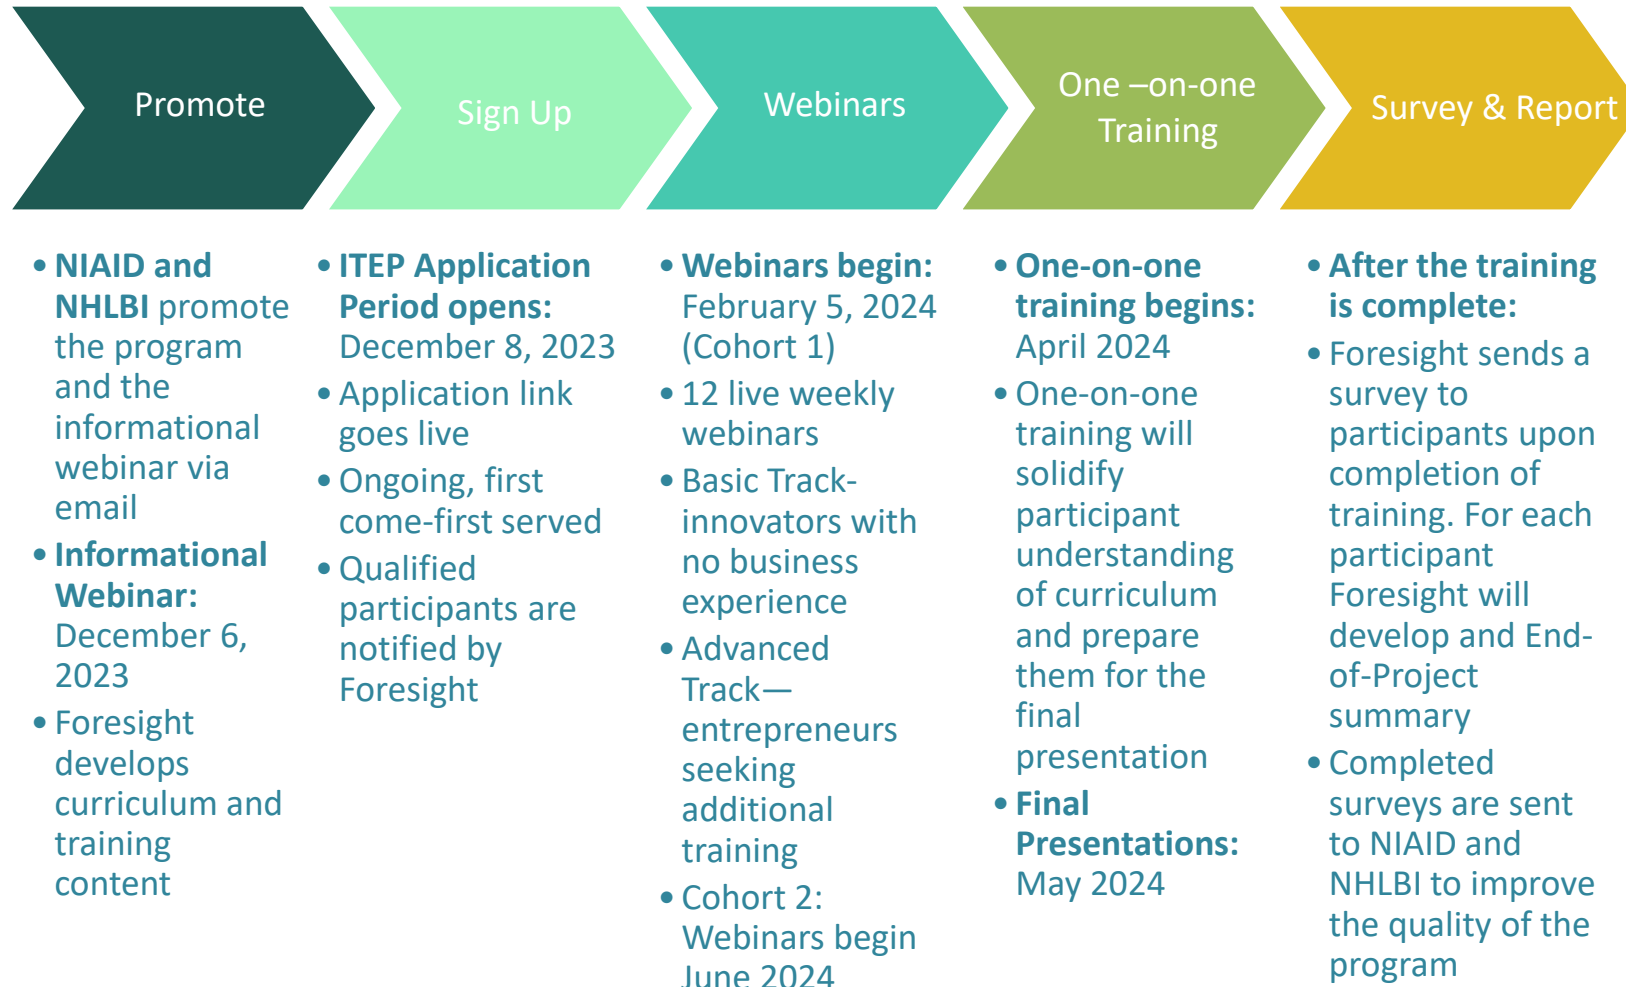 Promote
Sign Up
Webinars
One –on-one
Training
Survey & Report
• NIAID and
NHLBI promote
the program
and the
informational
webinar via
email
• Informational
Webinar:
December 6,
2023
• Foresight
develops
curriculum and
training
content
• ITEP Application
Period opens:
December 8, 2023
• Application link
goes live
• Ongoing, first
come-first served
• Qualified
participants are
notified by
Foresight
• Webinars begin:
February 5, 2024
(Cohort 1)
• 12 live weekly
webinars
• Basic Track-
innovators with
no business
experience
• Advanced
Track—
entrepreneurs
seeking
additional
training
• Cohort 2:
Webinars begin
June 2024
• One-on-one
training begins:
April 2024
• One-on-one
training will
solidify
participant
understanding
of curriculum
and prepare
them for the
final
presentation
• Final
Presentations:
May 2024
• After the training
is complete:
• Foresight sends a
survey to
participants upon
completion of
training. For each
participant
Foresight will
develop and End-
of-Project
summary
• Completed
surveys are sent
to NIAID and
NHLBI to improve
the quality of the
program